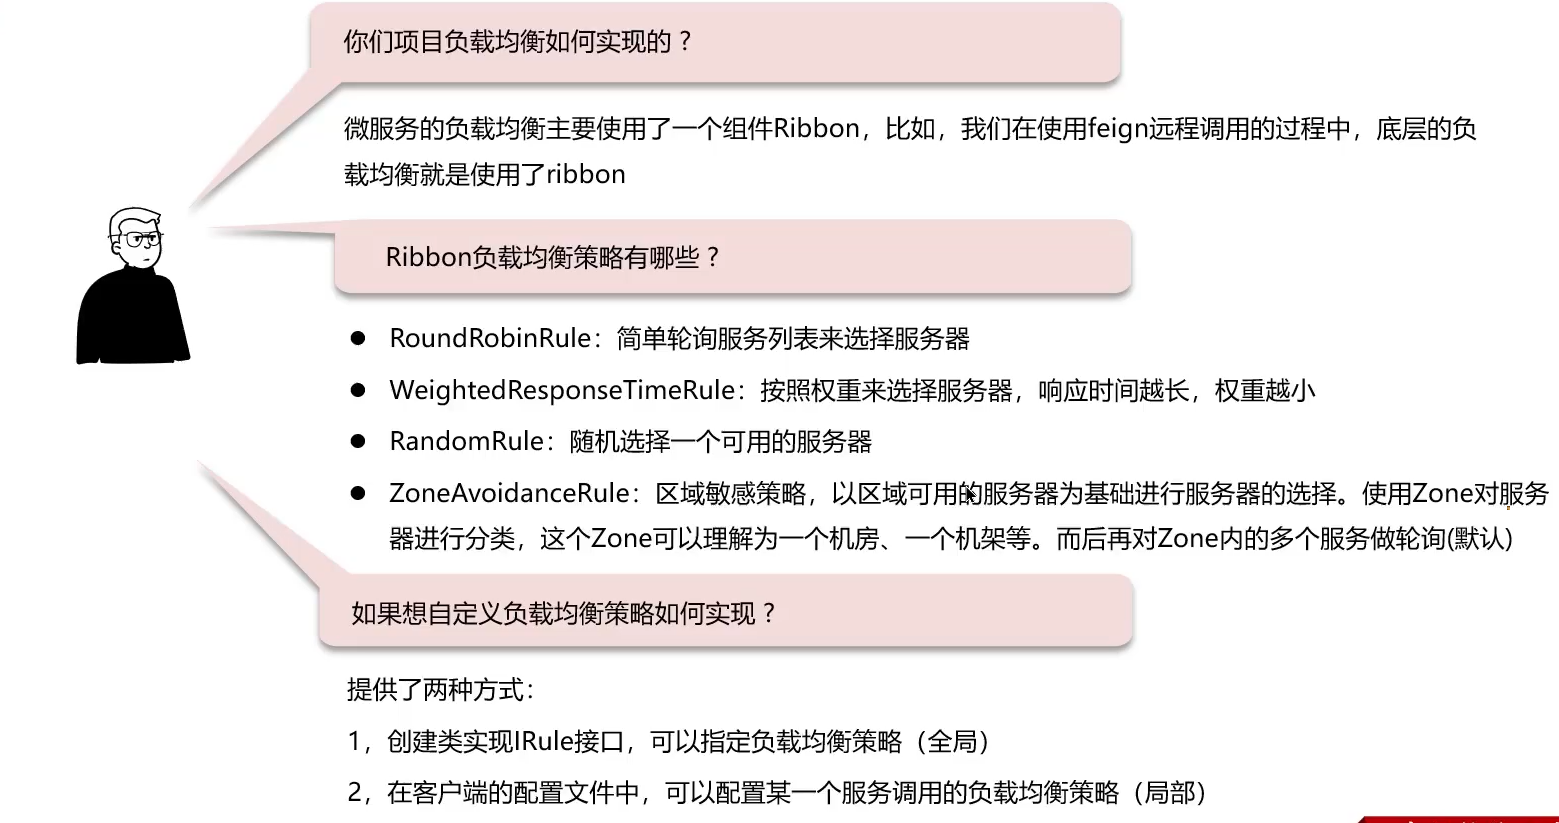 你们项目负载均衡如何实现的？
微服务的负载均衡主要使用了一个组件Ribbon，比如，我们在使用feign远程调用的过程中，底层的负
载均衡就是使用了ribbon
Ribbon负载均衡策略有哪些？
● RoundRobinRule：简单轮询服务列表来选择服务器
● WeightedResponseTimeRule：按照权重来选择服务器，响应时间越长，权重越小
● RandomRule：随机选择一个可用的服务器
● ZoneAvoidanceRule：区域敏感策略，以区域可用的服务器为基础进行服务器的选择。使用Zone对服务
器进行分类，这个Zone可以理解为一个机房、一个机架等。而后再对Zone内的多个服务做轮询(默认)
如果想自定义负载均衡策略如何实现？
提供了两种方式：
1，创建类实现IRule接口，可以指定负载均衡策略（全局）
2，在客户端的配置文件中，可以配置某一个服务调用的负载均衡策略（局部）